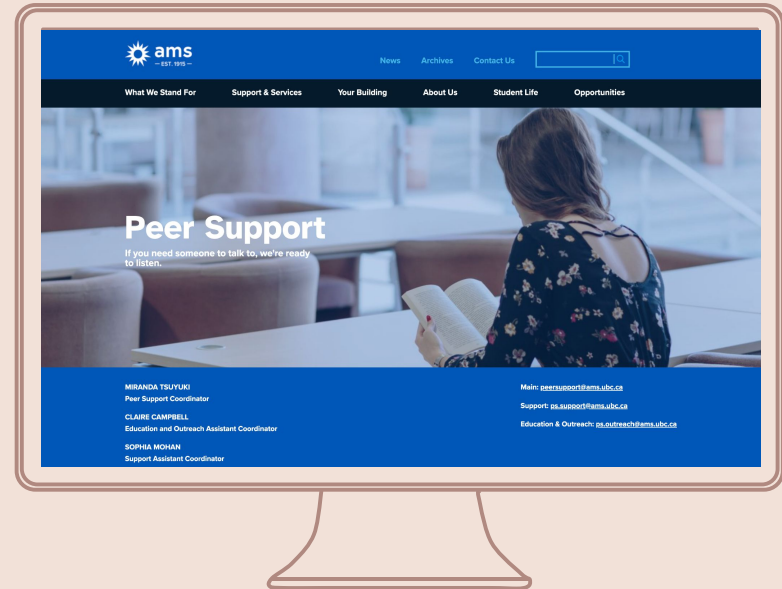 ams
— EST. 1915 —
News Archives Contact Us
What We Stand For Support & Services Your Building About Us Student Life Opportunities
Peer Support
If you need someone to talk to, we're ready
to listen.
MIRANDA TSUYUKI
Peer Support Coordinator
CLAIRE CAMPBELL
Education and Outreach Assistant Coordinator
SOPHIA MOHAN
Support Assistant Coordinator
Main: peersupport@ams.ubc.ca
Support: ps.support@ams.ubc.ca
Education & Outreach: ps.outreach@ams.ubc.ca